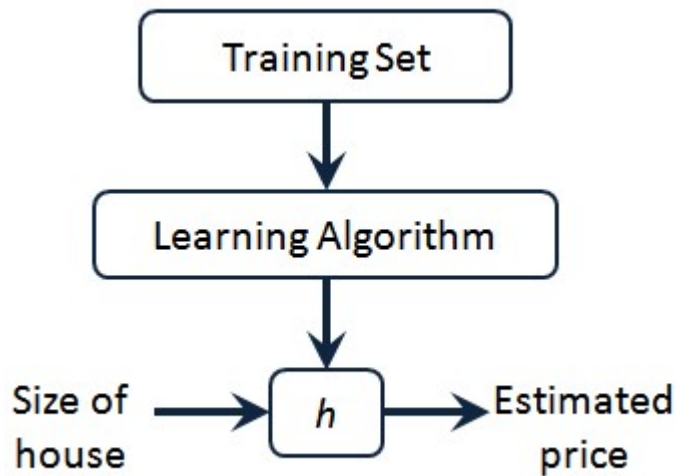 Training Set
Learning Algorithm
Size of
house
h
Estimated
price